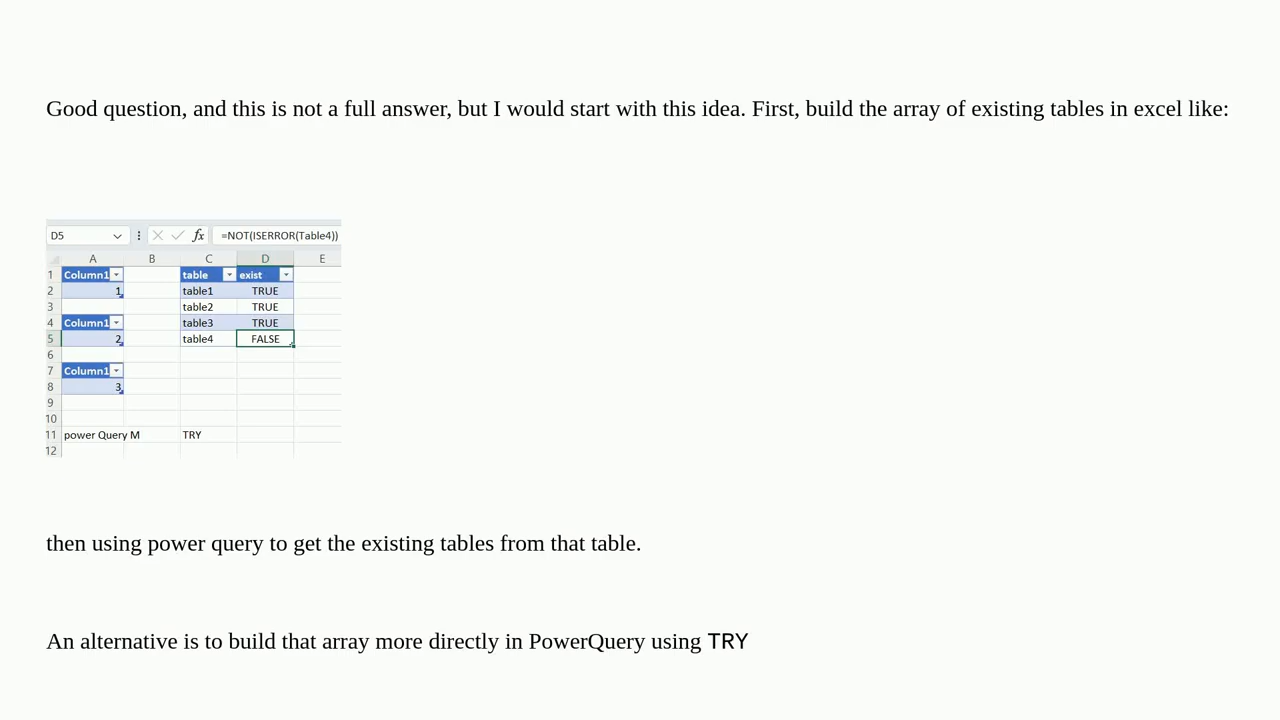 Good question, and this is not a full answer, but I would start with this idea. First, build the array of existing tables in excel like:
D5 fx =NOT(ISERROR(Table4))
A B C D E
1 Column1 table exist
2 1 table1 TRUE
3 table2 TRUE
4 Column1 table3 TRUE
5 2 table4 FALSE
6
7 Column1
8 3
9
10
11 power Query M TRY
12
then using power query to get the existing tables from that table.
An alternative is to build that array more directly in PowerQuery using TRY